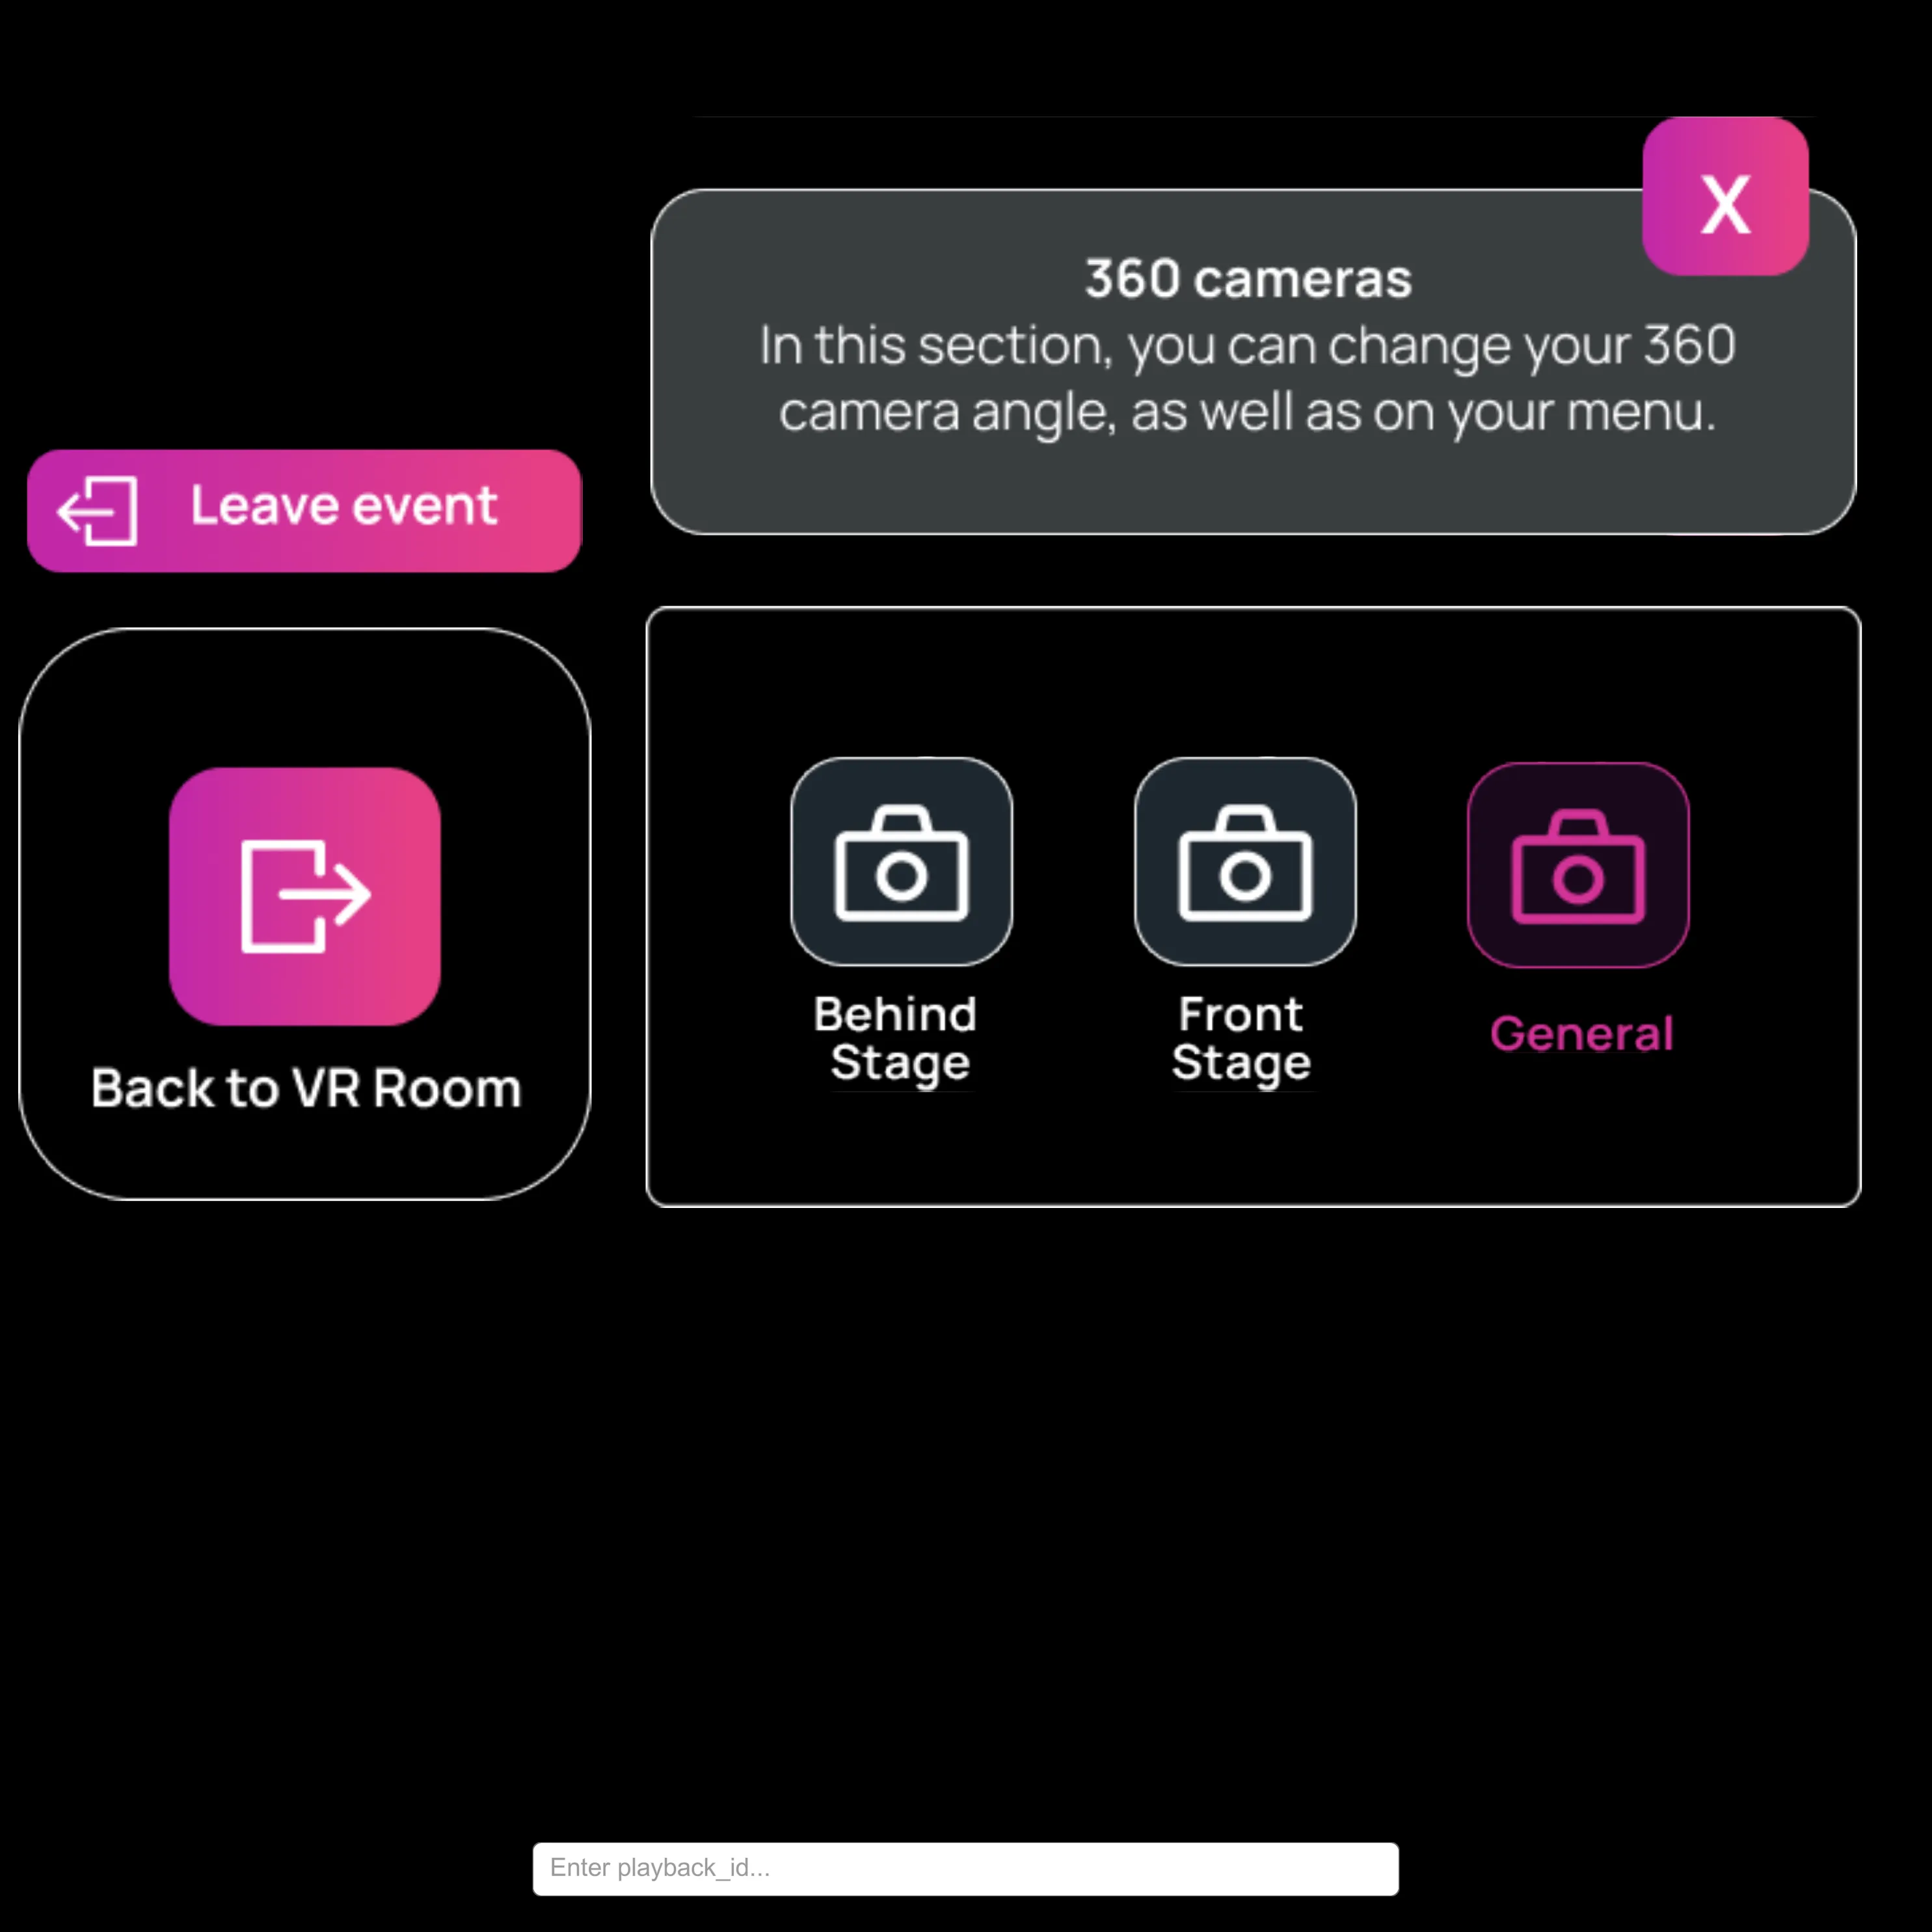 X
360 cameras
In this section, you can change your 360
camera angle, as well as on your menu.
Leave event
Back to VR Room
Behind
Stage
Front
Stage
General
Enter playback_id...